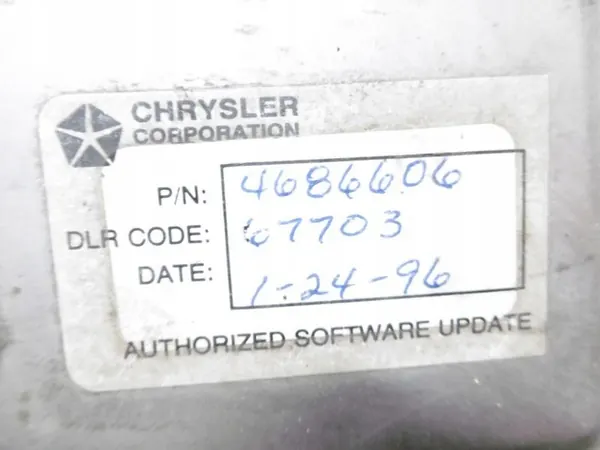 CHRYSLER
CORPORATION
P/N: 4686606
DLR CODE: 67703
DATE: 1-24-96
AUTHORIZED SOFTWARE UPDATE